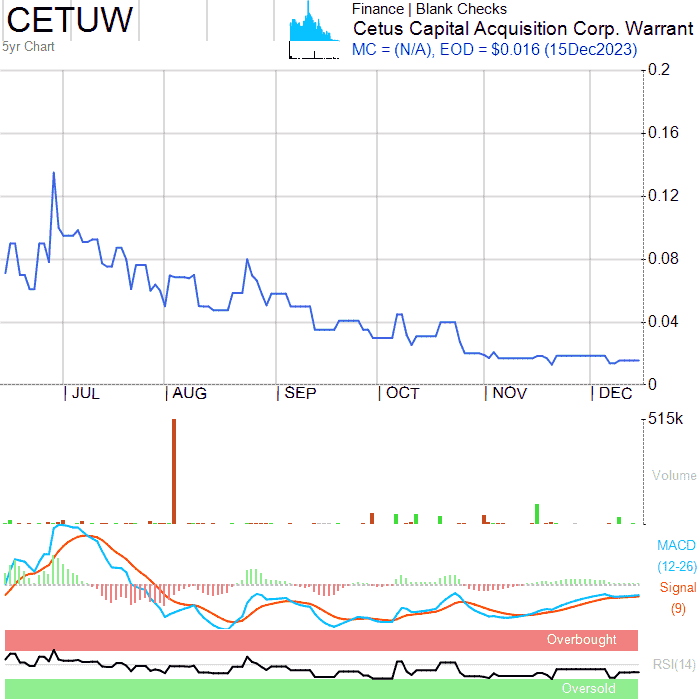 CETUW
5yr Chart
Finance | Blank Checks
Cetus Capital Acquisition Corp. Warrant
MC = (N/A), EOD = $0.016 (15Dec2023)
0.2
0.16
0.12
0.08
0.04
0
JUL AUG SEP OCT NOV DEC
515k
Volume
MACD
(12-26)
Signal
(9)
Overbought
RSI(14)
Oversold